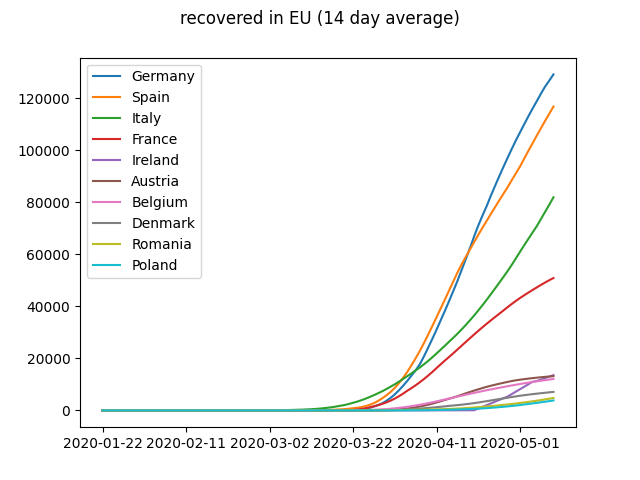 recovered in EU (14 day average)
Germany
Spain
Italy
France
Ireland
Austria
Belgium
Denmark
Romania
Poland
120000
100000
80000
60000
40000
20000
0
2020-01-22 2020-02-11 2020-03-02 2020-03-22 2020-04-11 2020-05-01